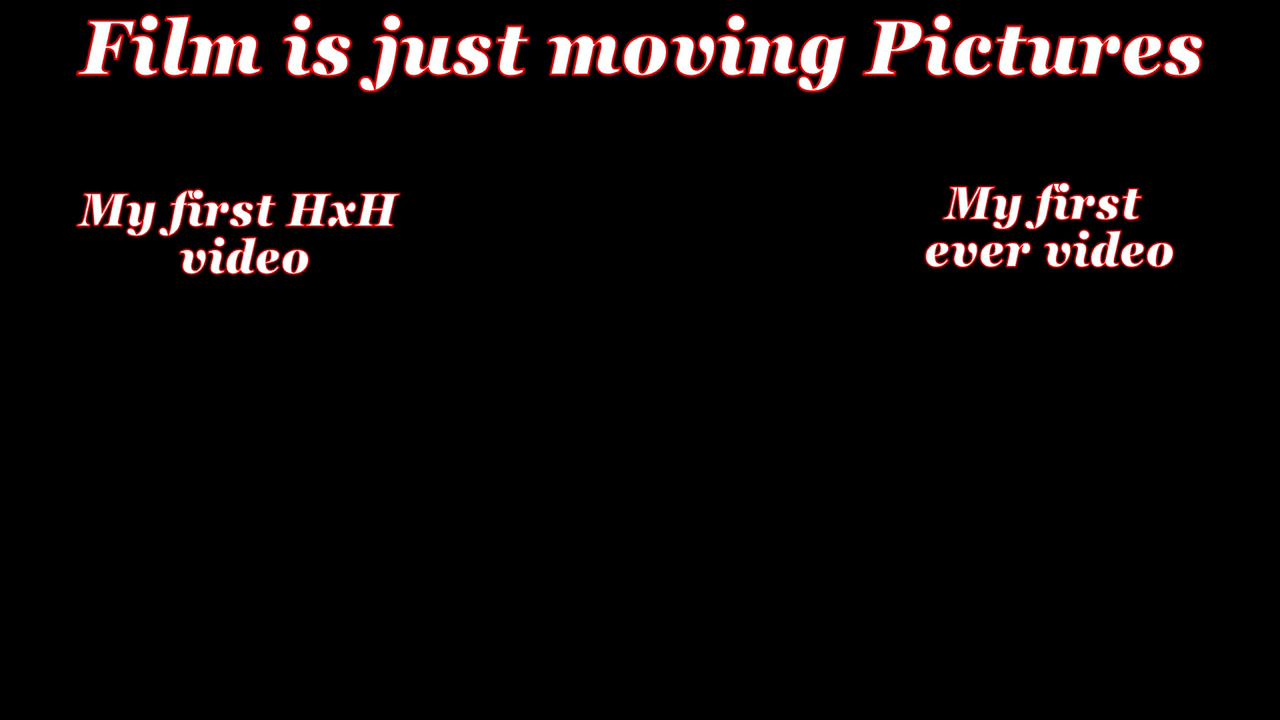 Film is just moving Pictures
My first HxH
video
My first
ever video